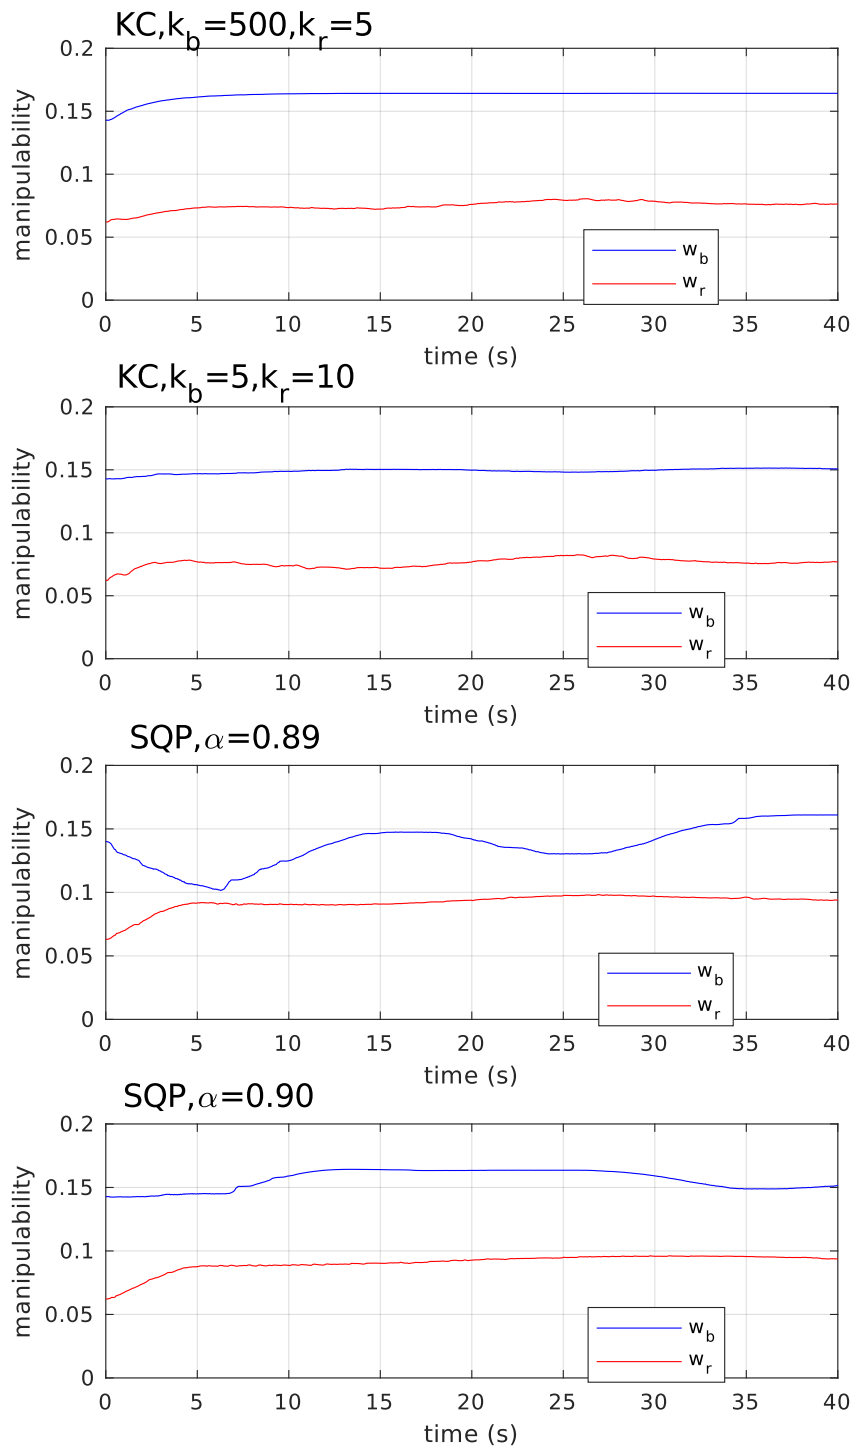 KC,k_b=500,k_r=5
0.2
0.15
0.1
0.05
0
manipulability
w_b
w_r
0 5 10 15 20 25 30 35 40
time (s)
KC,k_b=5,k_r=10
0.2
0.15
0.1
0.05
0
manipulability
w_b
w_r
0 5 10 15 20 25 30 35 40
time (s)
SQP,α=0.89
0.2
0.15
0.1
0.05
0
manipulability
w_b
w_r
0 5 10 15 20 25 30 35 40
time (s)
SQP,α=0.90
0.2
0.15
0.1
0.05
0
manipulability
w_b
w_r
0 5 10 15 20 25 30 35 40
time (s)